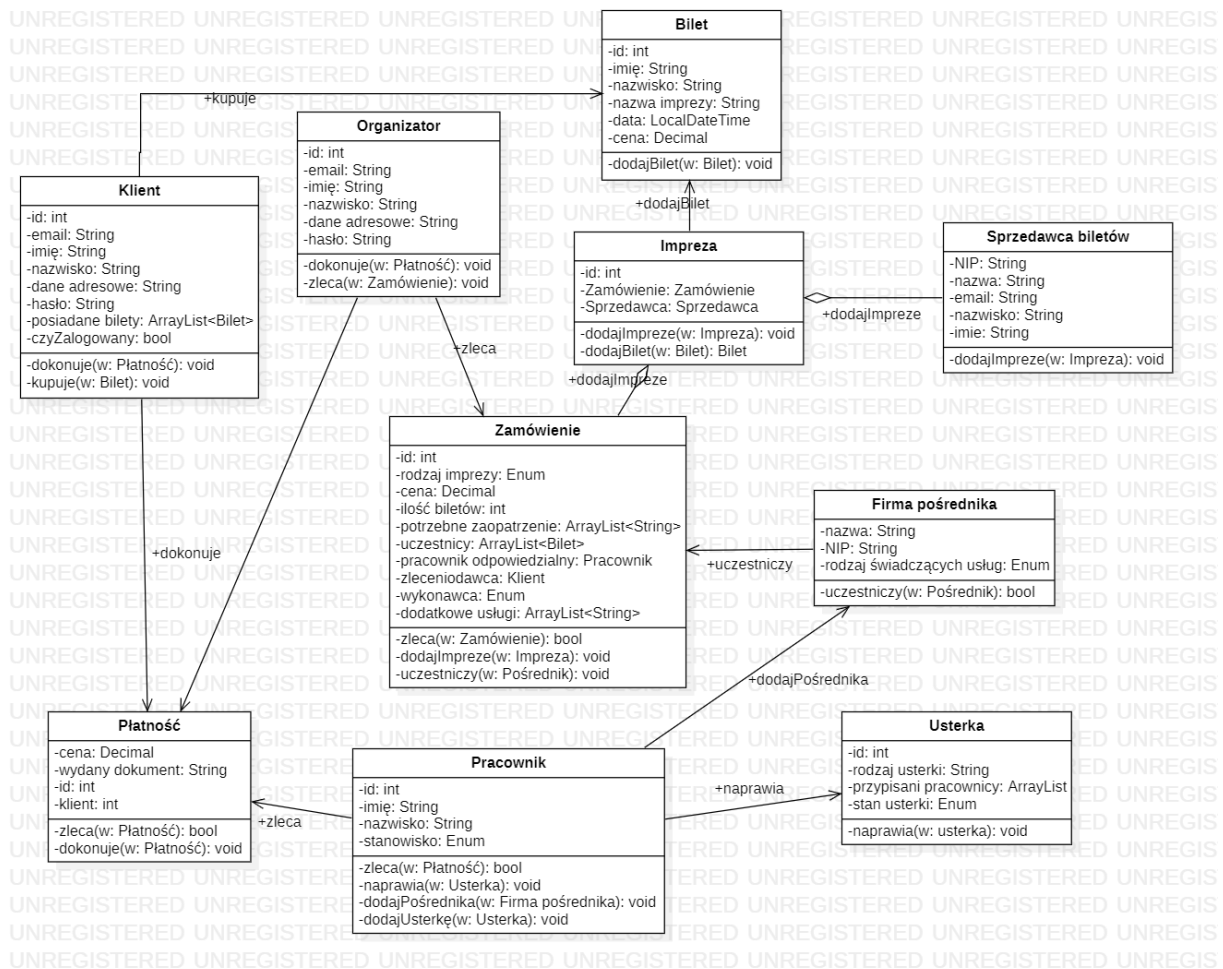 Bilet
-id: int
-imię: String
-nazwisko: String
-nazwa imprezy: String
-data: LocalDateTime
-cena: Decimal
-dodajBilet(w: Bilet): void
+kupuje
Organizator
-id: int
-email: String
-imię: String
-nazwisko: String
-dane adresowe: String
-hasło: String
-dokonuje(w: Płatność): void
-zleca(w: Zamówienie): void
Klient
-id: int
-email: String
-imię: String
-nazwisko: String
-dane adresowe: String
-hasło: String
-posiadane bilety: ArrayList<Bilet>
-czyZalogowany: bool
-dokonuje(w: Płatność): void
-kupuje(w: Bilet): void
+dodajBilet
Impreza
-id: int
-Zamówienie: Zamówienie
-Sprzedawca: Sprzedawca
-dodajImpreze(w: Impreza): void
-dodajBilet(w: Bilet): Bilet
Sprzedawca biletów
-NIP: String
-nazwa: String
-email: String
-nazwisko: String
-imie: String
-dodajImpreze(w: Impreza): void
+dodajImpreze
+zleca
+dodajImpreze
Zamówienie
-id: int
-rodzaj imprezy: Enum
-cena: Decimal
-ilość biletów: int
-potrzebne zaopatrzenie: ArrayList<String>
-uczestnicy: ArrayList<Bilet>
-pracownik odpowiedzialny: Pracownik
-zleceniodawca: Klient
-wykonawca: Enum
-dodatkowe usługi: ArrayList<String>
-zleca(w: Zamówienie): bool
-dodajImpreze(w: Impreza): void
-uczestniczy(w: Pośrednik): void
Firma pośrednika
-nazwa: String
-NIP: String
-rodzaj świadczących usług: Enum
-uczestniczy(w: Pośrednik): bool
+uczestniczy
+dokonuje
+dodajPośrednika
Płatność
-cena: Decimal
-wydany dokument: String
-id: int
-klient: int
-zleca(w: Płatność): bool
-dokonuje(w: Płatność): void
+zleca
Pracownik
-id: int
-imię: String
-nazwisko: String
-stanowisko: Enum
-zleca(w: Płatność): bool
-naprawia(w: Usterka): void
-dodajPośrednika(w: Firma pośrednika): void
-dodajUsterkę(w: Usterka): void
+naprawia
Usterka
-id: int
-rodzaj usterki: String
-przypisani pracownicy: ArrayList
-stan usterki: Enum
-naprawia(w: usterka): void
UNREGISTERED